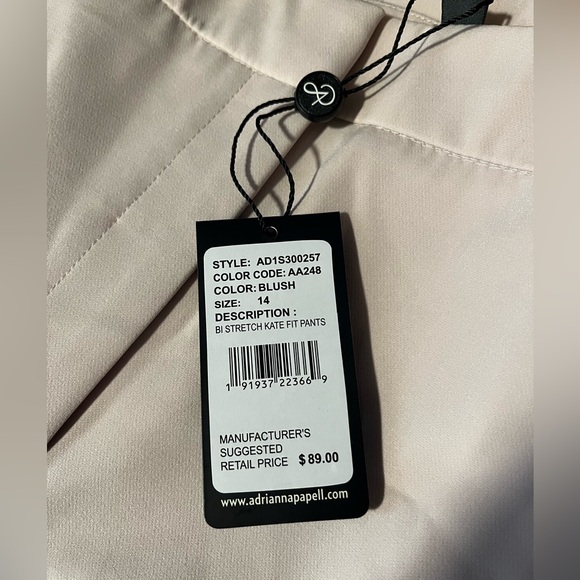 STYLE: AD1S300257
COLOR CODE: AA248
COLOR: BLUSH
SIZE: 14
DESCRIPTION :
BI STRETCH KATE FIT PANTS
1 91937 22366 9
MANUFACTURER'S
SUGGESTED
RETAIL PRICE $89.00
www.adriannapapell.com